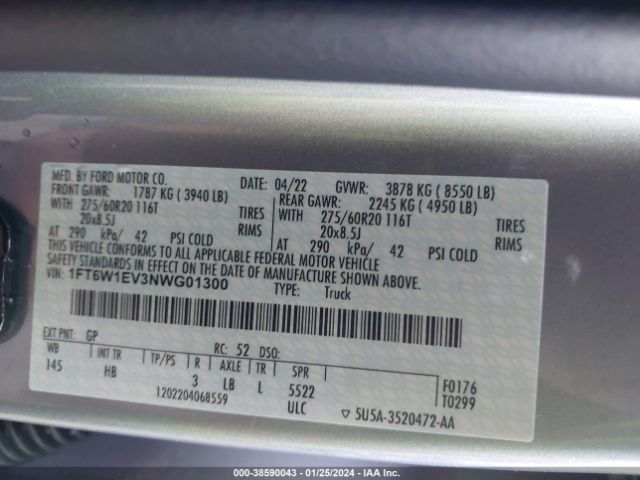 MFD. BY FORD MOTOR CO.
04/22 GVWR: 3878 KG ( 8550 LB)
FRONT GAWR: 1787 KG (3940 LB)
REAR GAWR: 2245 KG ( 4950 LB)
WITH 275/60R20 116T TIRES
WITH 275/60R20 116T TIRES
20x8.5J RIMS
20x8.5J RIMS
AT 290 kPa/ 42 PSI COLD
AT 290 kPa/ 42 PSI COLD
THIS VEHICLE CONFORMS TO ALL APPLICABLE FEDERAL MOTOR VEHICLE
SAFETY STANDARDS IN EFFECT ON THE DATE OF MANUFACTURE SHOWN ABOVE.
VIN: 1FT6W1EV3NWG01300
TYPE: Truck
EXT PNT: GP RC: 52 DSO:
WB INT TR TP/PS R AXLE TR SPR
145 HB 3 LB L 5522
F0176
T0299
1202204068559 ULC
▽ 5U5A-3520472-AA
000-38590043 - 01/25/2024 - IAA